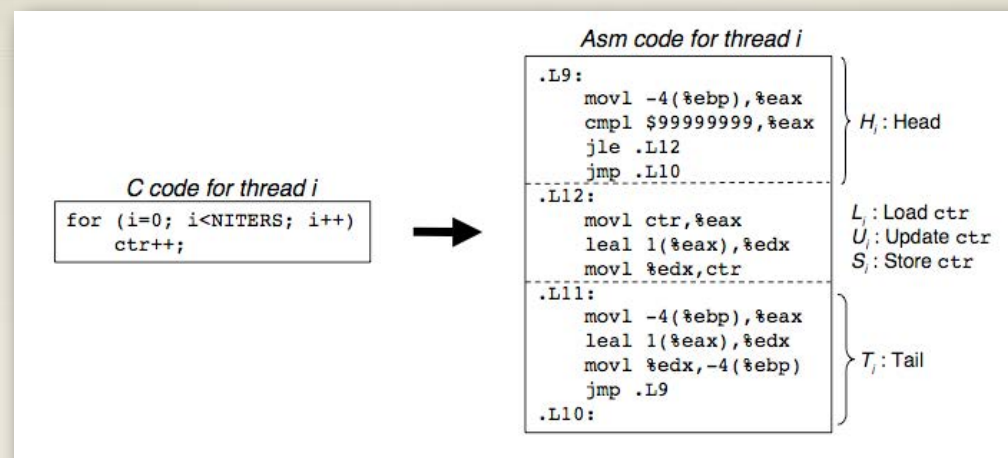 Asm code for thread i
.L9:
movl -4(%ebp),%eax
cmpl $99999999,%eax
jle .L12
jmp .L10
H_i : Head
C code for thread i
for (i=0; i<NITERS; i++)
ctr++;
.L12:
movl ctr,%eax
leal 1(%eax),%edx
movl %edx,ctr
L_i : Load ctr
U_i : Update ctr
S_i : Store ctr
.L11:
movl -4(%ebp),%eax
leal 1(%eax),%edx
movl %edx,-4(%ebp)
jmp .L9
.L10:
T_i : Tail